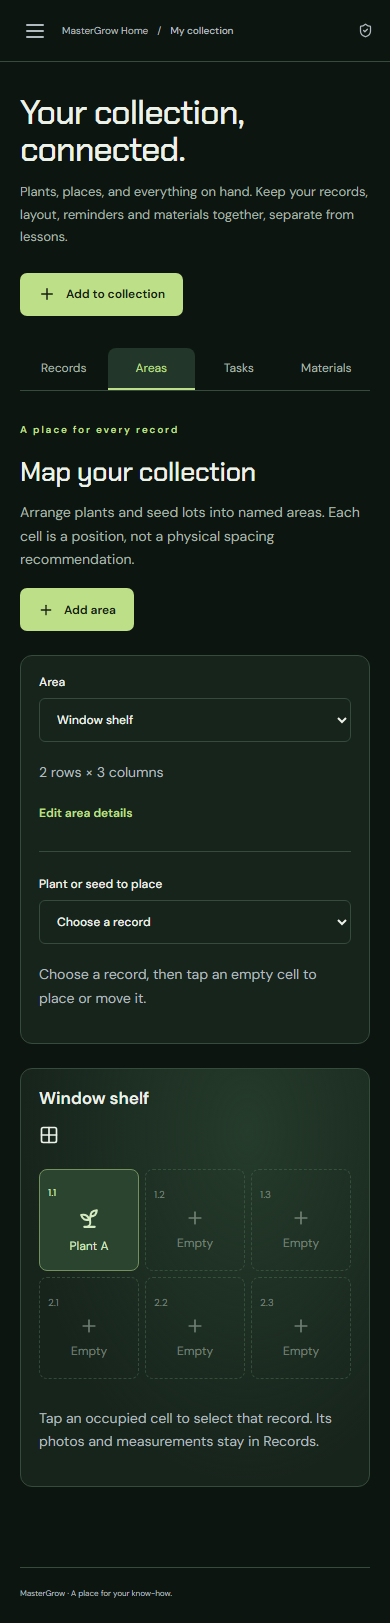 MasterGrow Home / My collection
Your collection,
connected.
Plants, places, and everything on hand. Keep your records,
layout, reminders and materials together, separate from
lessons.
Add to collection
Records Areas Tasks Materials
A place for every record
Map your collection
Arrange plants and seed lots into named areas. Each
cell is a position, not a physical spacing
recommendation.
Add area
Area
Window shelf
2 rows × 3 columns
Edit area details
Plant or seed to place
Choose a record
Choose a record, then tap an empty cell to
place or move it.
Window shelf
1.1 1.2 1.3
Plant A Empty Empty
2.1 2.2 2.3
Empty Empty Empty
Tap an occupied cell to select that record. Its
photos and measurements stay in Records.
MasterGrow · A place for your know-how.